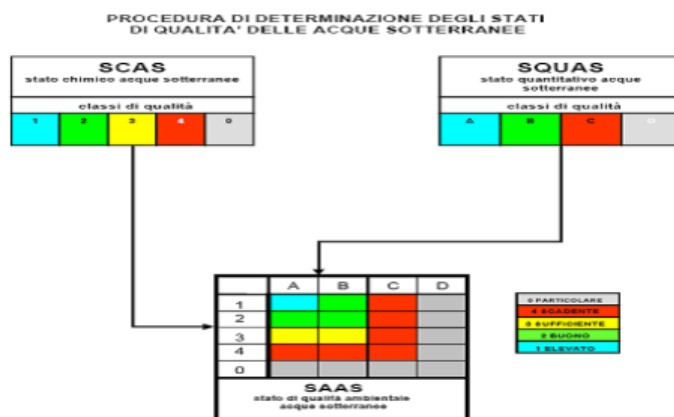 PROCEDURA DI DETERMINAZIONE DEGLI STATI
DI QUALITA' DELLE ACQUE SOTTERRANEE
SCAS
stato chimico acque sotterranee
classi di qualità
1 2 3 4 0
SQUAS
stato quantitativo acque
sotterranee
classi di qualità
A B C D
A B C D
1
2
3
4
0
SAAS
stato di qualità ambientale
acque sotterranee
0 PARTICOLARE
4 SCADENTE
3 SUFFICIENTE
2 BUONO
1 ELEVATO